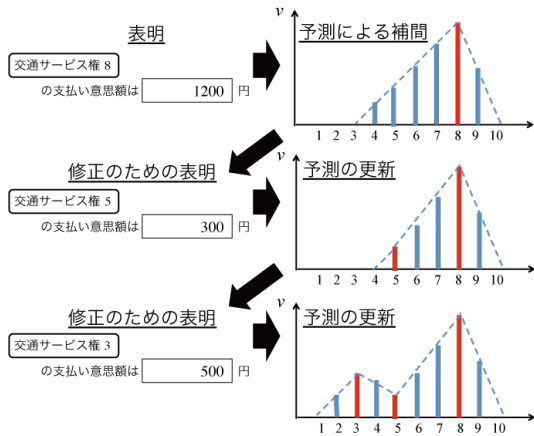 表明
交通サービス権 8
の支払い意思額は 1200 円
予測による補間
v
1 2 3 4 5 6 7 8 9 10
修正のための表明
交通サービス権 5
の支払い意思額は 300 円
予測の更新
v
1 2 3 4 5 6 7 8 9 10
修正のための表明
交通サービス権 3
の支払い意思額は 500 円
予測の更新
v
1 2 3 4 5 6 7 8 9 10